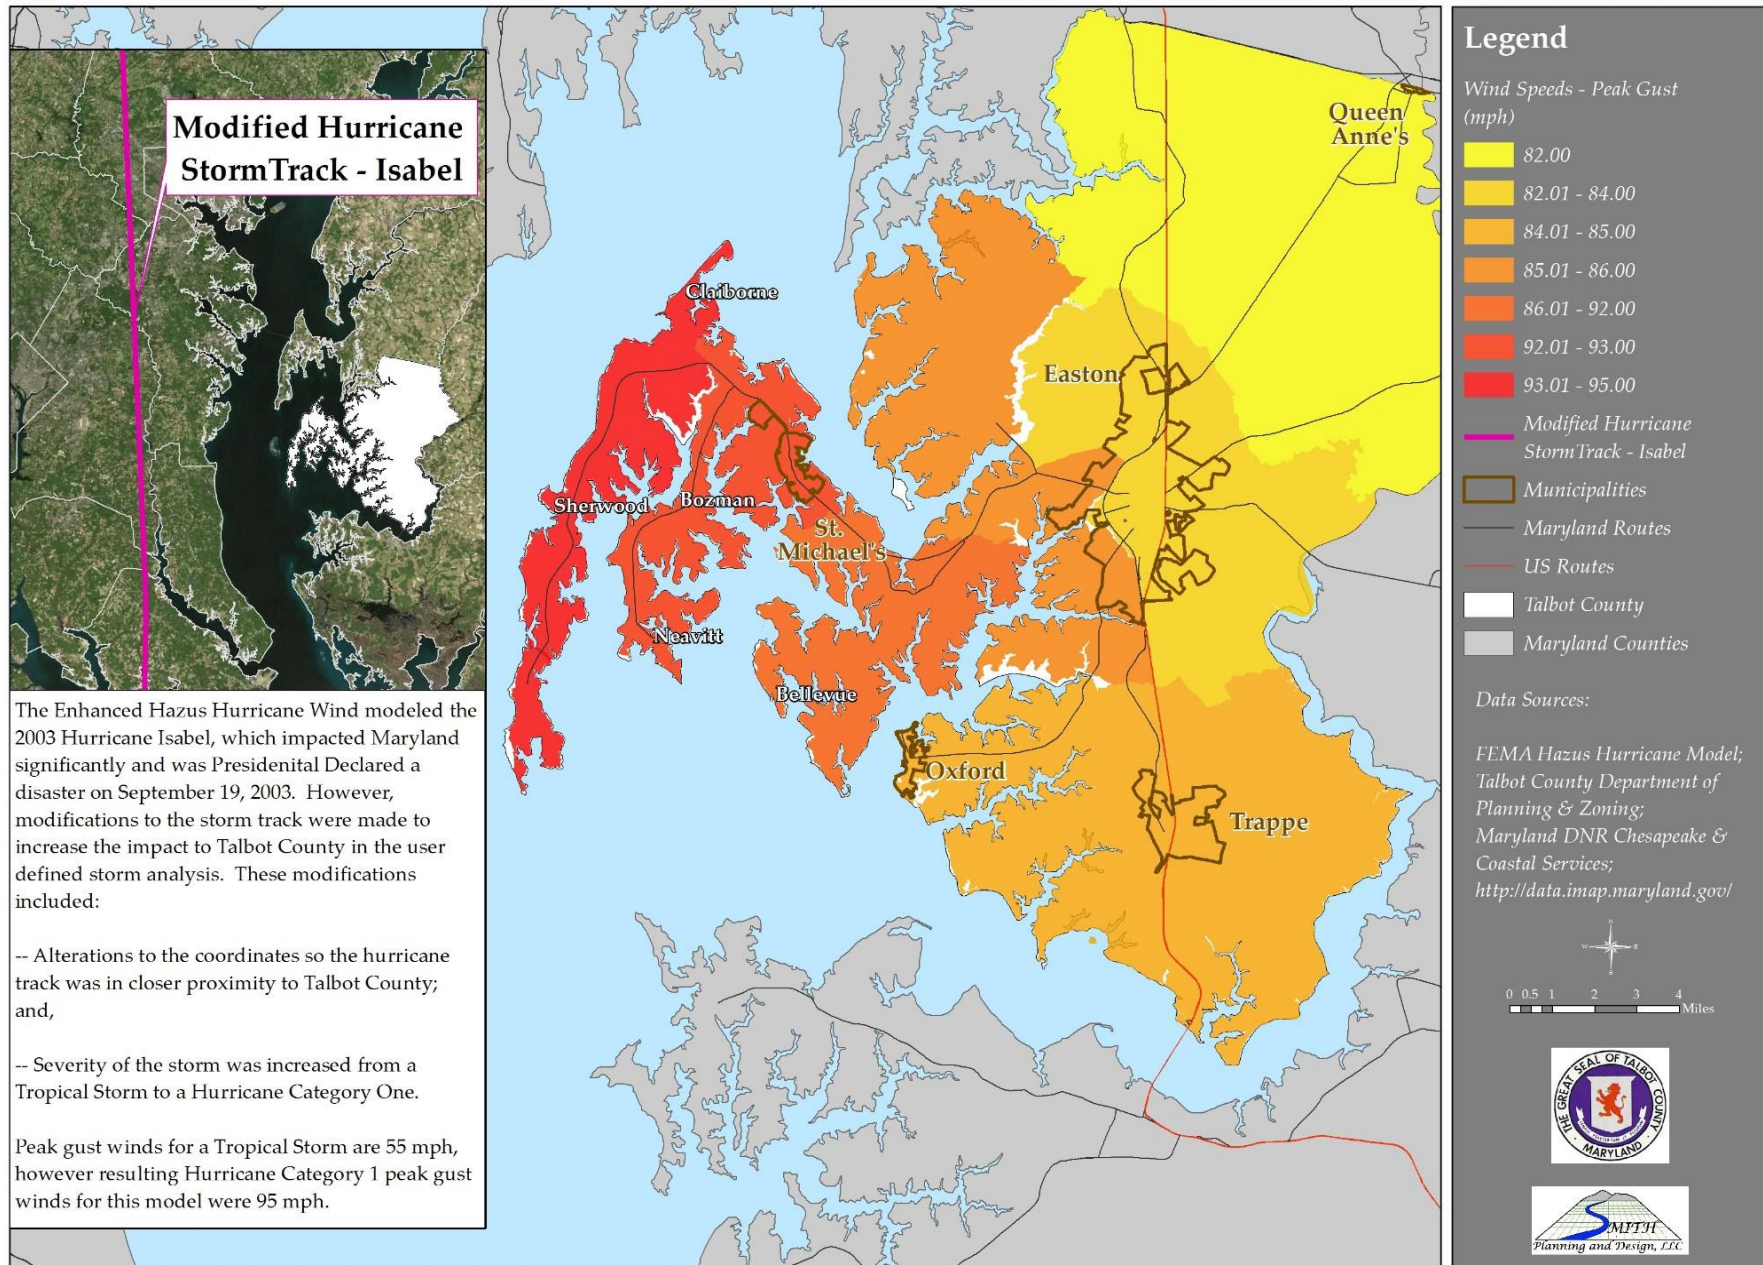 Modified Hurricane
StormTrack - Isabel
The Enhanced Hazus Hurricane Wind modeled the
2003 Hurricane Isabel, which impacted Maryland
significantly and was Presidenital Declared a
disaster on September 19, 2003. However,
modifications to the storm track were made to
increase the impact to Talbot County in the user
defined storm analysis. These modifications
included:
-- Alterations to the coordinates so the hurricane
track was in closer proximity to Talbot County;
and,
-- Severity of the storm was increased from a
Tropical Storm to a Hurricane Category One.
Peak gust winds for a Tropical Storm are 55 mph,
however resulting Hurricane Category 1 peak gust
winds for this model were 95 mph.
Queen
Anne's
Claiborne
Easton
Sherwood
Bozman
St.
Michael's
Neavitt
Bellevue
Oxford
Trappe
Legend
Wind Speeds - Peak Gust
(mph)
82.00
82.01 - 84.00
84.01 - 85.00
85.01 - 86.00
86.01 - 92.00
92.01 - 93.00
93.01 - 95.00
Modified Hurricane
StormTrack - Isabel
Municipalities
Maryland Routes
US Routes
Talbot County
Maryland Counties
Data Sources:
FEMA Hazus Hurricane Model;
Talbot County Department of
Planning & Zoning;
Maryland DNR Chesapeake &
Coastal Services;
http://data.imap.maryland.gov/
N
W E
S
0 0.5 1 2 3 4
Miles
THE GREAT SEAL OF TALBOT COUNTY
MARYLAND
SMITH
Planning and Design, LLC